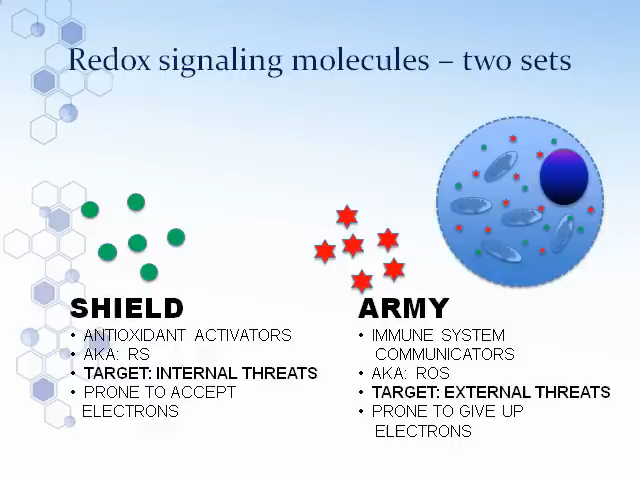 Redox signaling molecules – two sets
SHIELD
• ANTIOXIDANT ACTIVATORS
• AKA: RS
• TARGET: INTERNAL THREATS
• PRONE TO ACCEPT
ELECTRONS
ARMY
• IMMUNE SYSTEM
COMMUNICATORS
• AKA: ROS
• TARGET: EXTERNAL THREATS
• PRONE TO GIVE UP
ELECTRONS